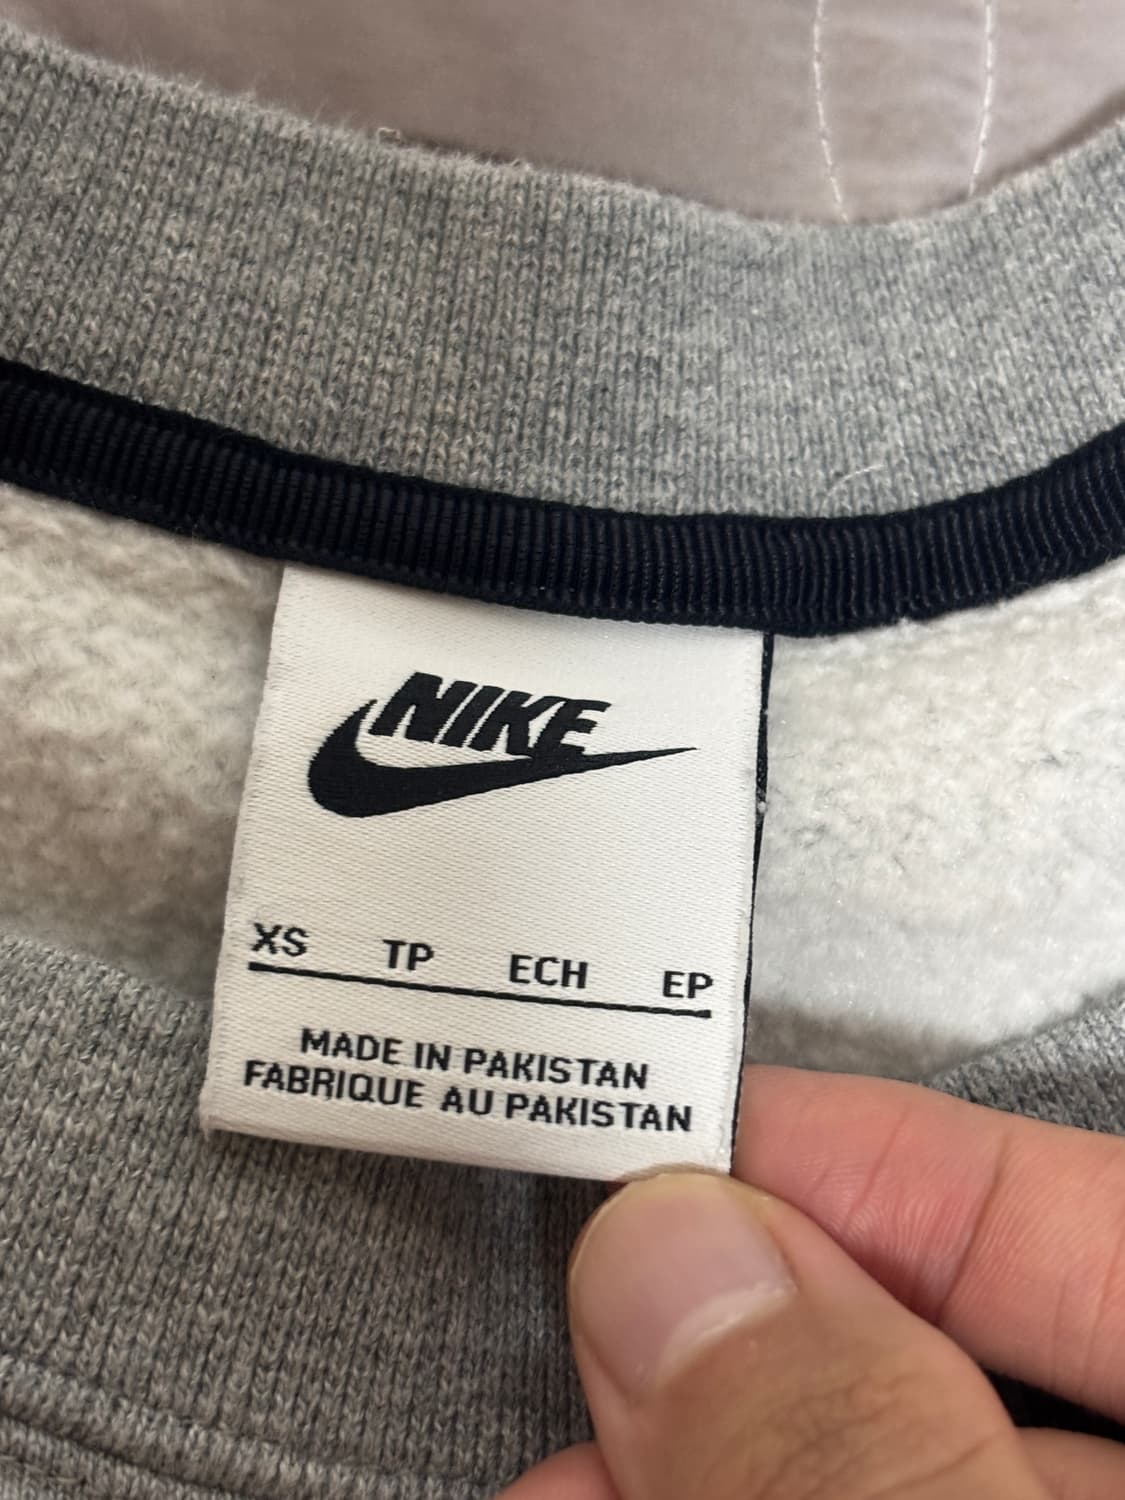 NIKE
XS TP ECH EP
MADE IN PAKISTAN
FABRIQUE AU PAKISTAN